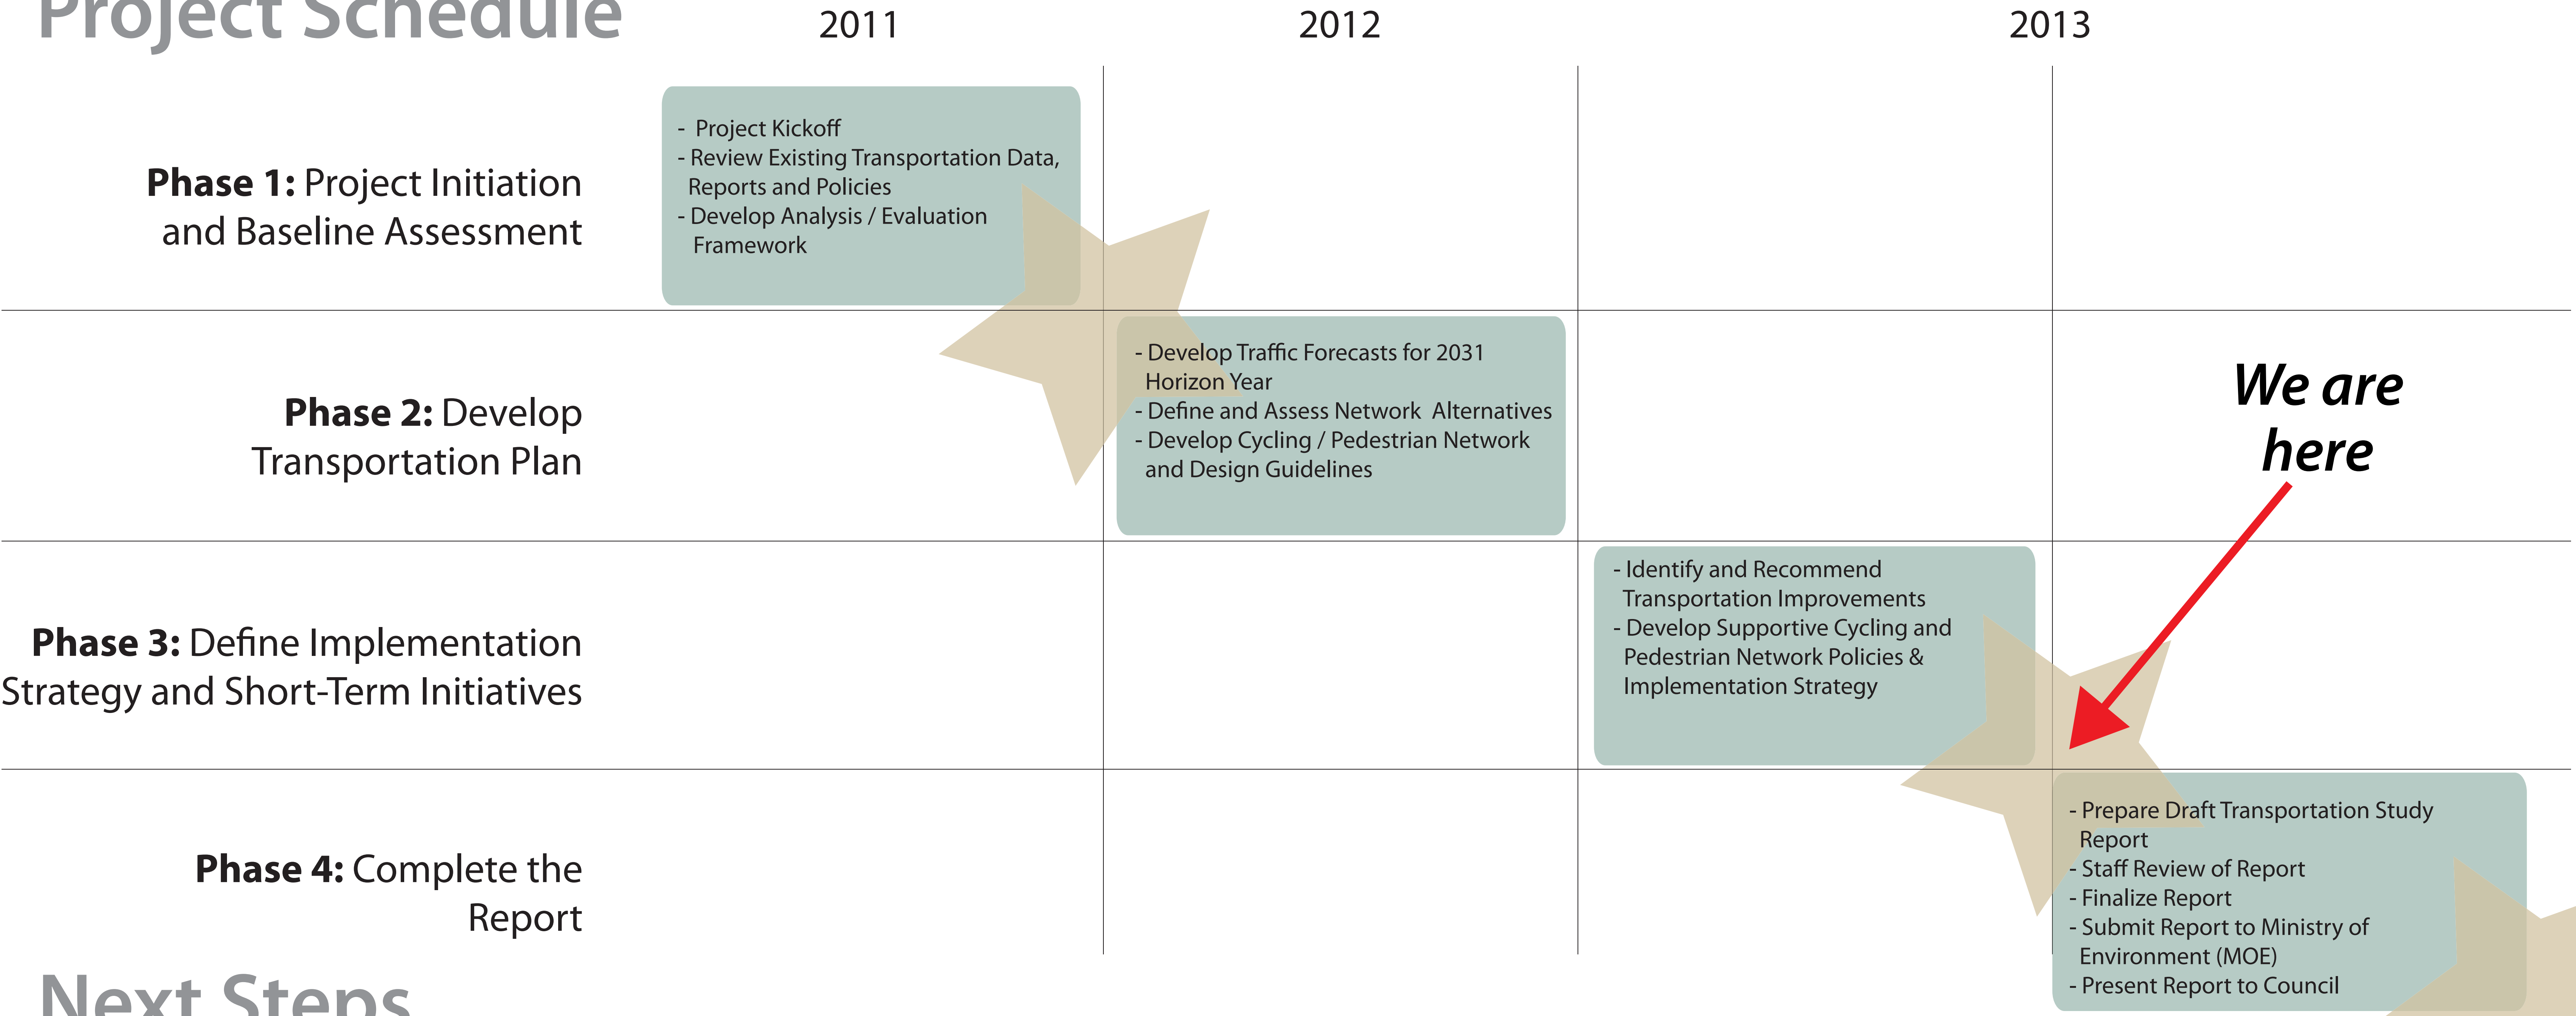 Project Schedule
2011 2012 2013
Phase 1: Project Initiation
and Baseline Assessment
- Project Kickoff
- Review Existing Transportation Data,
Reports and Policies
- Develop Analysis / Evaluation
Framework
Phase 2: Develop
Transportation Plan
- Develop Traffic Forecasts for 2031
Horizon Year
- Define and Assess Network Alternatives
- Develop Cycling / Pedestrian Network
and Design Guidelines
We are
here
Phase 3: Define Implementation
Strategy and Short-Term Initiatives
- Identify and Recommend
Transportation Improvements
- Develop Supportive Cycling and
Pedestrian Network Policies &
Implementation Strategy
Phase 4: Complete the
Report
- Prepare Draft Transportation Study
Report
- Staff Review of Report
- Finalize Report
- Submit Report to Ministry of
Environment (MOE)
- Present Report to Council
Next Steps